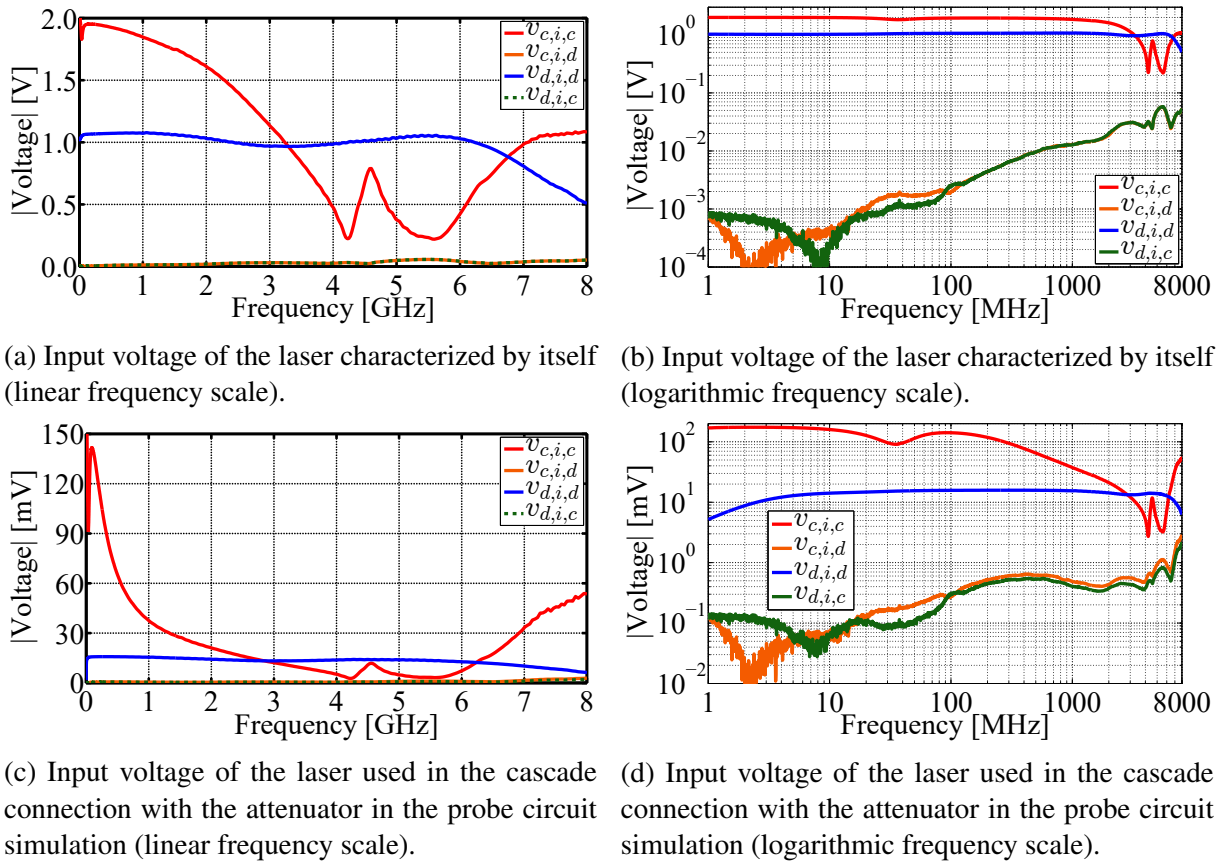 |Voltage| [V]
2.0
1.5
1.0
0.5
0.0
0 1 2 3 4 5 6 7 8
Frequency [GHz]
v_{c,i,c}
v_{c,i,d}
v_{d,i,d}
v_{d,i,c}
(a) Input voltage of the laser characterized by itself
(linear frequency scale).
|Voltage| [V]
10^0
10^{-1}
10^{-2}
10^{-3}
10^{-4}
1 10 100 1000 8000
Frequency [MHz]
v_{c,i,c}
v_{c,i,d}
v_{d,i,d}
v_{d,i,c}
(b) Input voltage of the laser characterized by itself
(logarithmic frequency scale).
|Voltage| [mV]
150
120
90
60
30
0
0 1 2 3 4 5 6 7 8
Frequency [GHz]
v_{c,i,c}
v_{c,i,d}
v_{d,i,d}
v_{d,i,c}
(c) Input voltage of the laser used in the cascade
connection with the attenuator in the probe circuit
simulation (linear frequency scale).
|Voltage| [mV]
10^2
10^1
10^0
10^{-1}
10^{-2}
1 10 100 1000 8000
Frequency [MHz]
v_{c,i,c}
v_{c,i,d}
v_{d,i,d}
v_{d,i,c}
(d) Input voltage of the laser used in the cascade
connection with the attenuator in the probe circuit
simulation (logarithmic frequency scale).